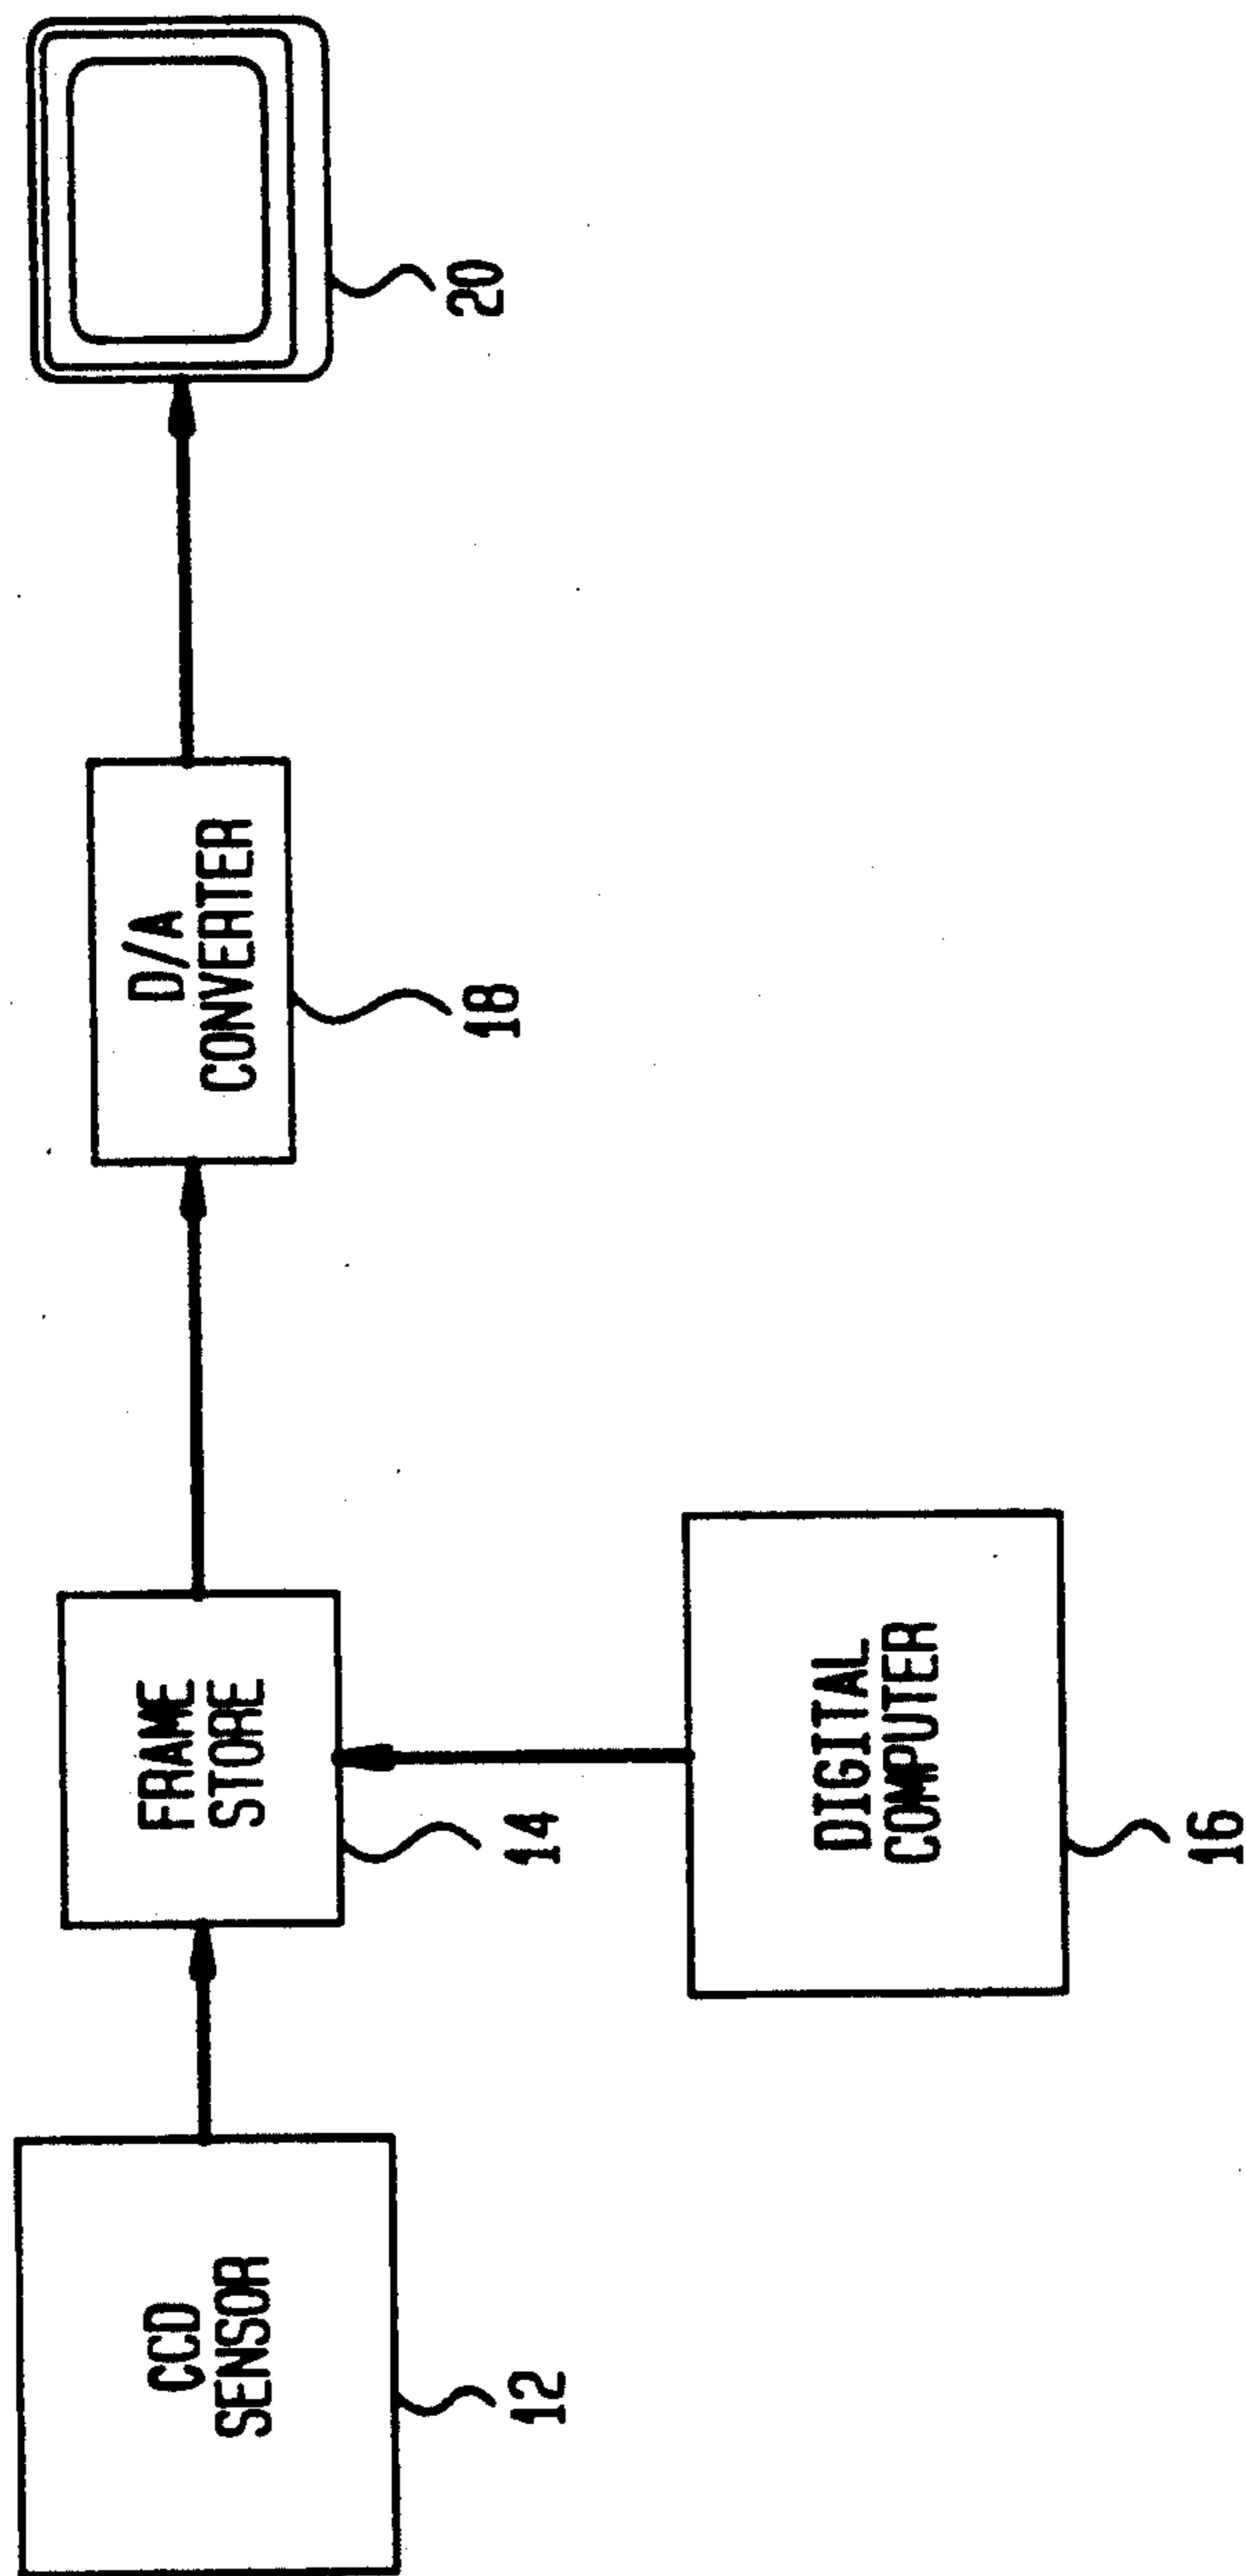 CCD
SENSOR
12
FRAME
STORE
14
DIGITAL
COMPUTER
16
D/A
CONVERTER
18
20